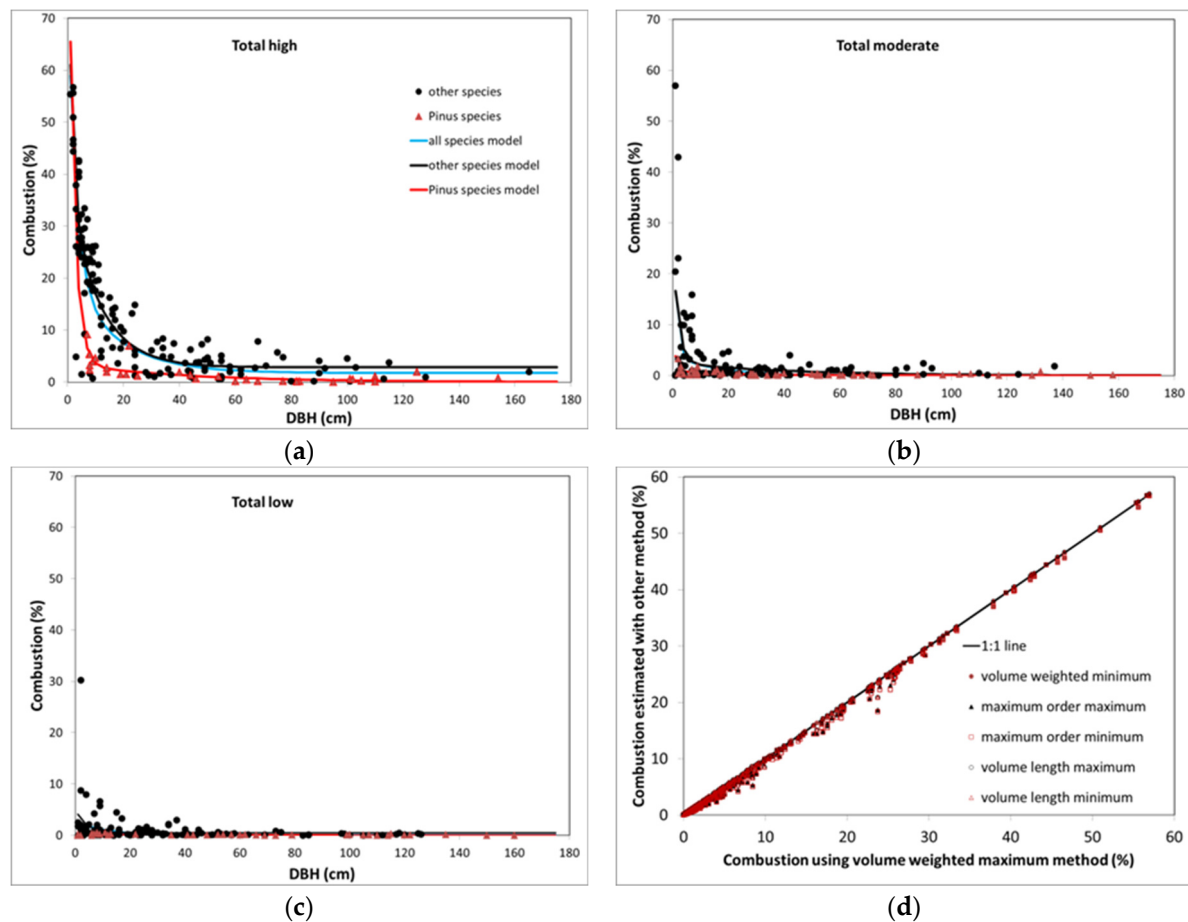 70
60
50
40
30
20
10
0
Combustion (%)
Total high
other species
Pinus species
all species model
other species model
Pinus species model
0 20 40 60 80 100 120 140 160 180
DBH (cm)
(a)
70
60
50
40
30
20
10
0
Combustion (%)
Total moderate
0 20 40 60 80 100 120 140 160 180
DBH (cm)
(b)
70
60
50
40
30
20
10
0
Combustion (%)
Total low
0 20 40 60 80 100 120 140 160 180
DBH (cm)
(c)
60
50
40
30
20
10
0
Combustion estimated with other method (%)
1:1 line
volume weighted minimum
maximum order maximum
maximum order minimum
volume length maximum
volume length minimum
0 10 20 30 40 50 60
Combustion using volume weighted maximum method (%)
(d)